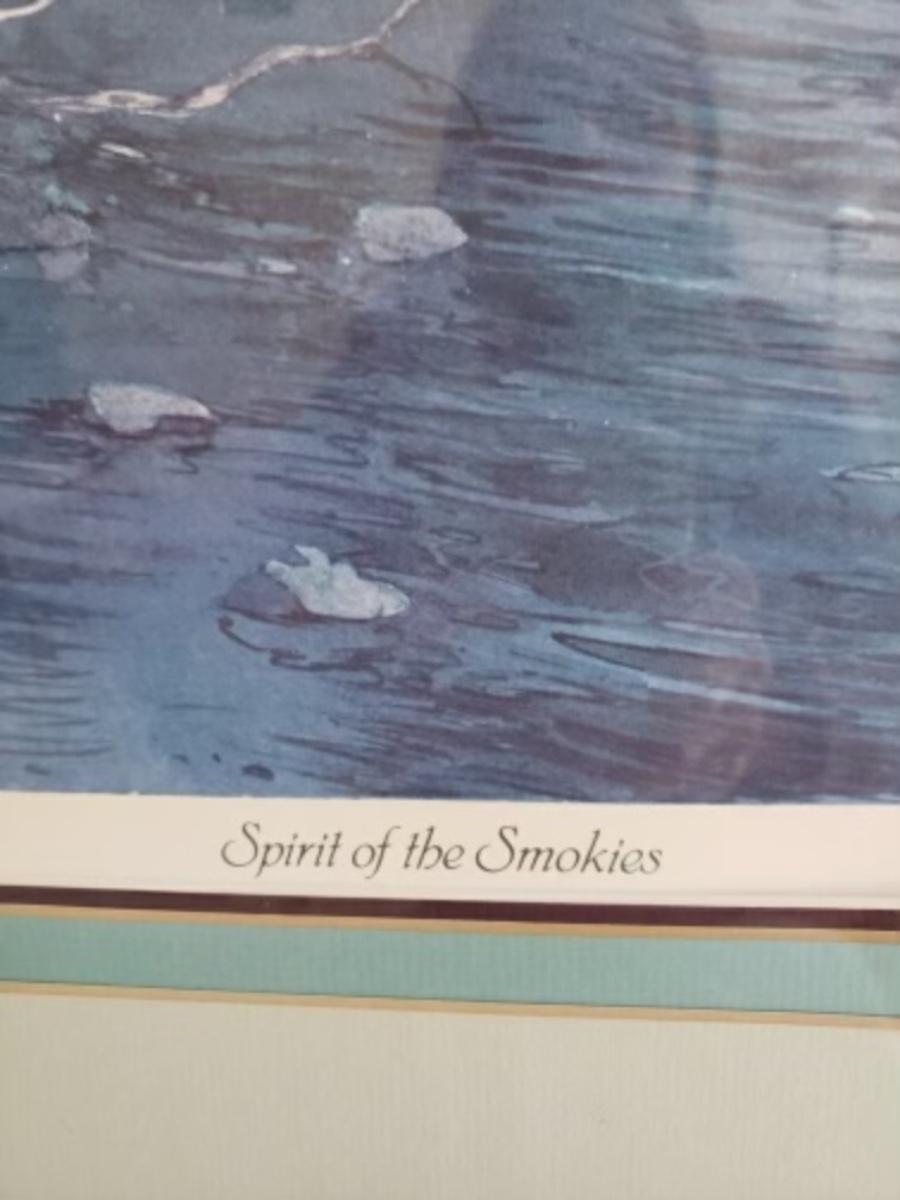 Spirit of the Smokies